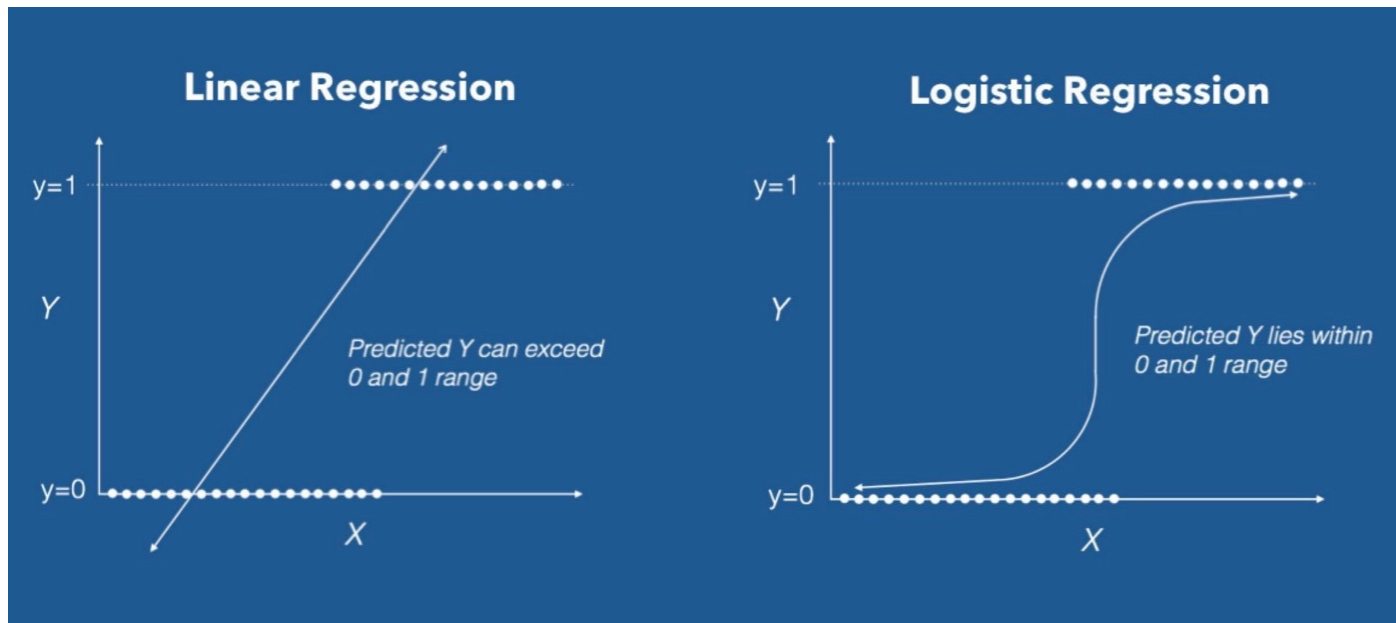 Linear Regression
y=1
Y
Predicted Y can exceed
0 and 1 range
y=0
X
Logistic Regression
y=1
Y
Predicted Y lies within
0 and 1 range
y=0
X